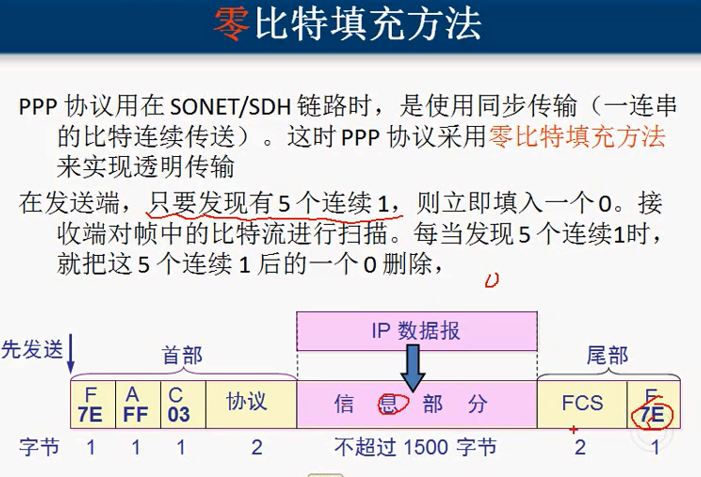 零比特填充方法
PPP 协议用在 SONET/SDH 链路时，是使用同步传输（一连串
的比特连续传送）。这时 PPP 协议采用零比特填充方法
来实现透明传输
在发送端，只要发现有 5 个连续 1，则立即填入一个 0。接
收端对帧中的比特流进行扫描。每当发现 5 个连续1时，
就把这 5 个连续 1 后的一个 0 删除，
0
IP 数据报
先发送
首部
尾部
F A C 协议 信 息 部 分 FCS F
7E FF 03 7E
字节 1 1 1 2 不超过 1500 字节 2 1